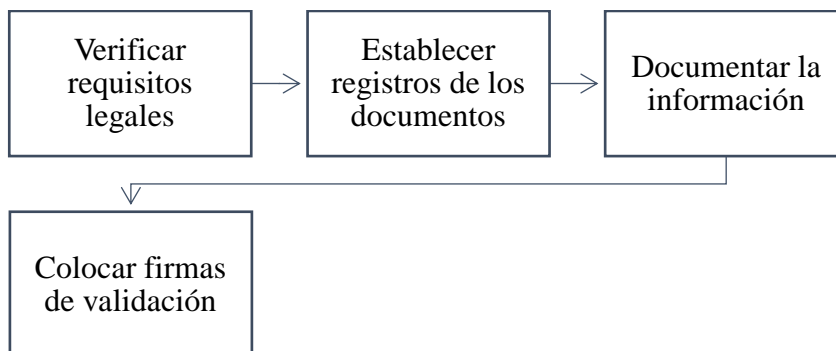 Verificar
requisitos
legales
Establecer
registros de los
documentos
Documentar la
información
Colocar firmas
de validación